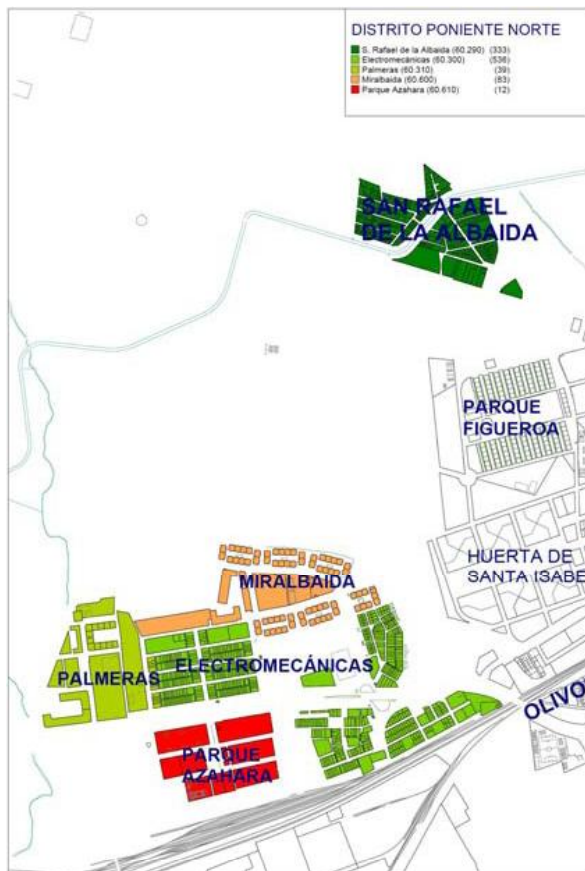 DISTRITO PONIENTE NORTE
S. Rafael de la Albaida (60.290) (333)
Electromecánicas (60.300) (536)
Palmeras (60.310) (39)
Miralbaida (60.600) (83)
Parque Azahara (60.610) (12)
SAN RAFAEL
DE LA ALBAIDA
PARQUE
FIGUEROA
HUERTA DE
SANTA ISABE
MIRALBAIDA
ELECTROMECÁNICAS
PALMERAS
OLIVO
PARQUE
AZAHARA